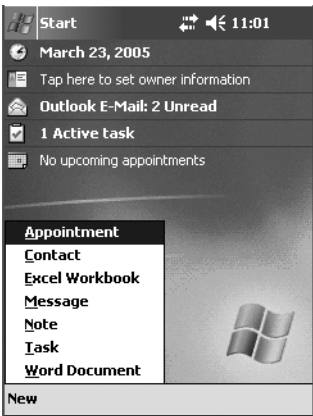 Start 11:01
March 23, 2005
Tap here to set owner information
Outlook E-Mail: 2 Unread
1 Active task
No upcoming appointments
Appointment
Contact
Excel Workbook
Message
Note
Task
Word Document
New